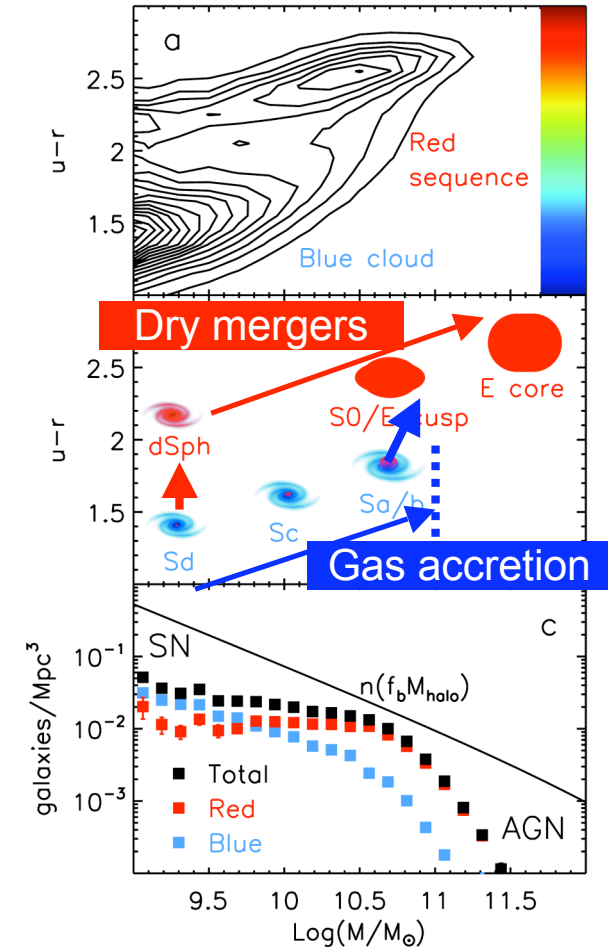 a
2.5
2
1.5
u-r
Red
sequence
Blue cloud
Dry mergers
2.5
2
1.5
u-r
E core
S0/E cusp
dSph
Sa/b
Sc
Sd
Gas accretion
c
SN
n(f_b M_halo)
10^-1
10^-2
10^-3
galaxies/Mpc^3
Total
Red
Blue
AGN
9.5 10 10.5 11 11.5
Log(M/M_⊙)